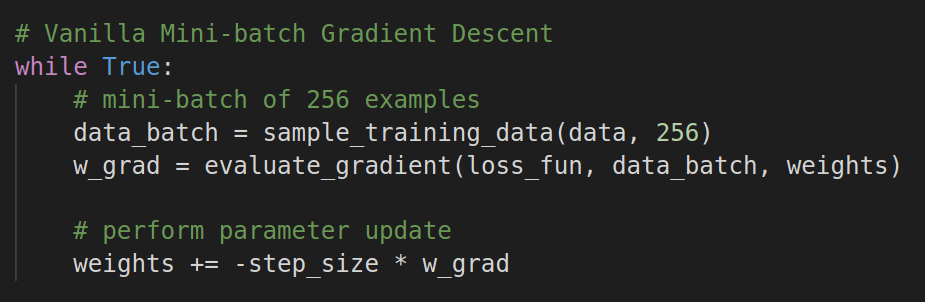 # Vanilla Mini-batch Gradient Descent
while True:
    # mini-batch of 256 examples
    data_batch = sample_training_data(data, 256)
    w_grad = evaluate_gradient(loss_fun, data_batch, weights)

    # perform parameter update
    weights += -step_size * w_grad